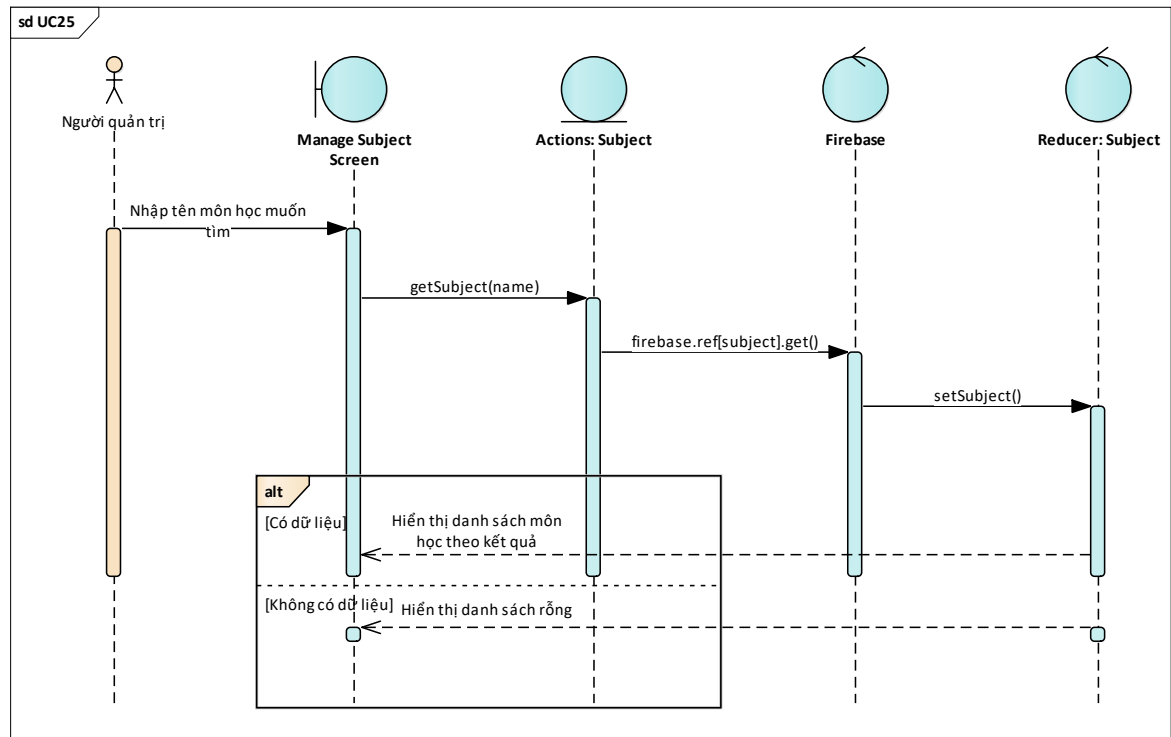 sd UC25
Người quản trị
Manage Subject
Screen
Actions: Subject
Firebase
Reducer: Subject
Nhập tên môn học muốn
tìm
getSubject(name)
firebase.ref[subject].get()
setSubject()
alt
[Có dữ liệu]
Hiển thị danh sách môn
học theo kết quả
[Không có dữ liệu]
Hiển thị danh sách rỗng